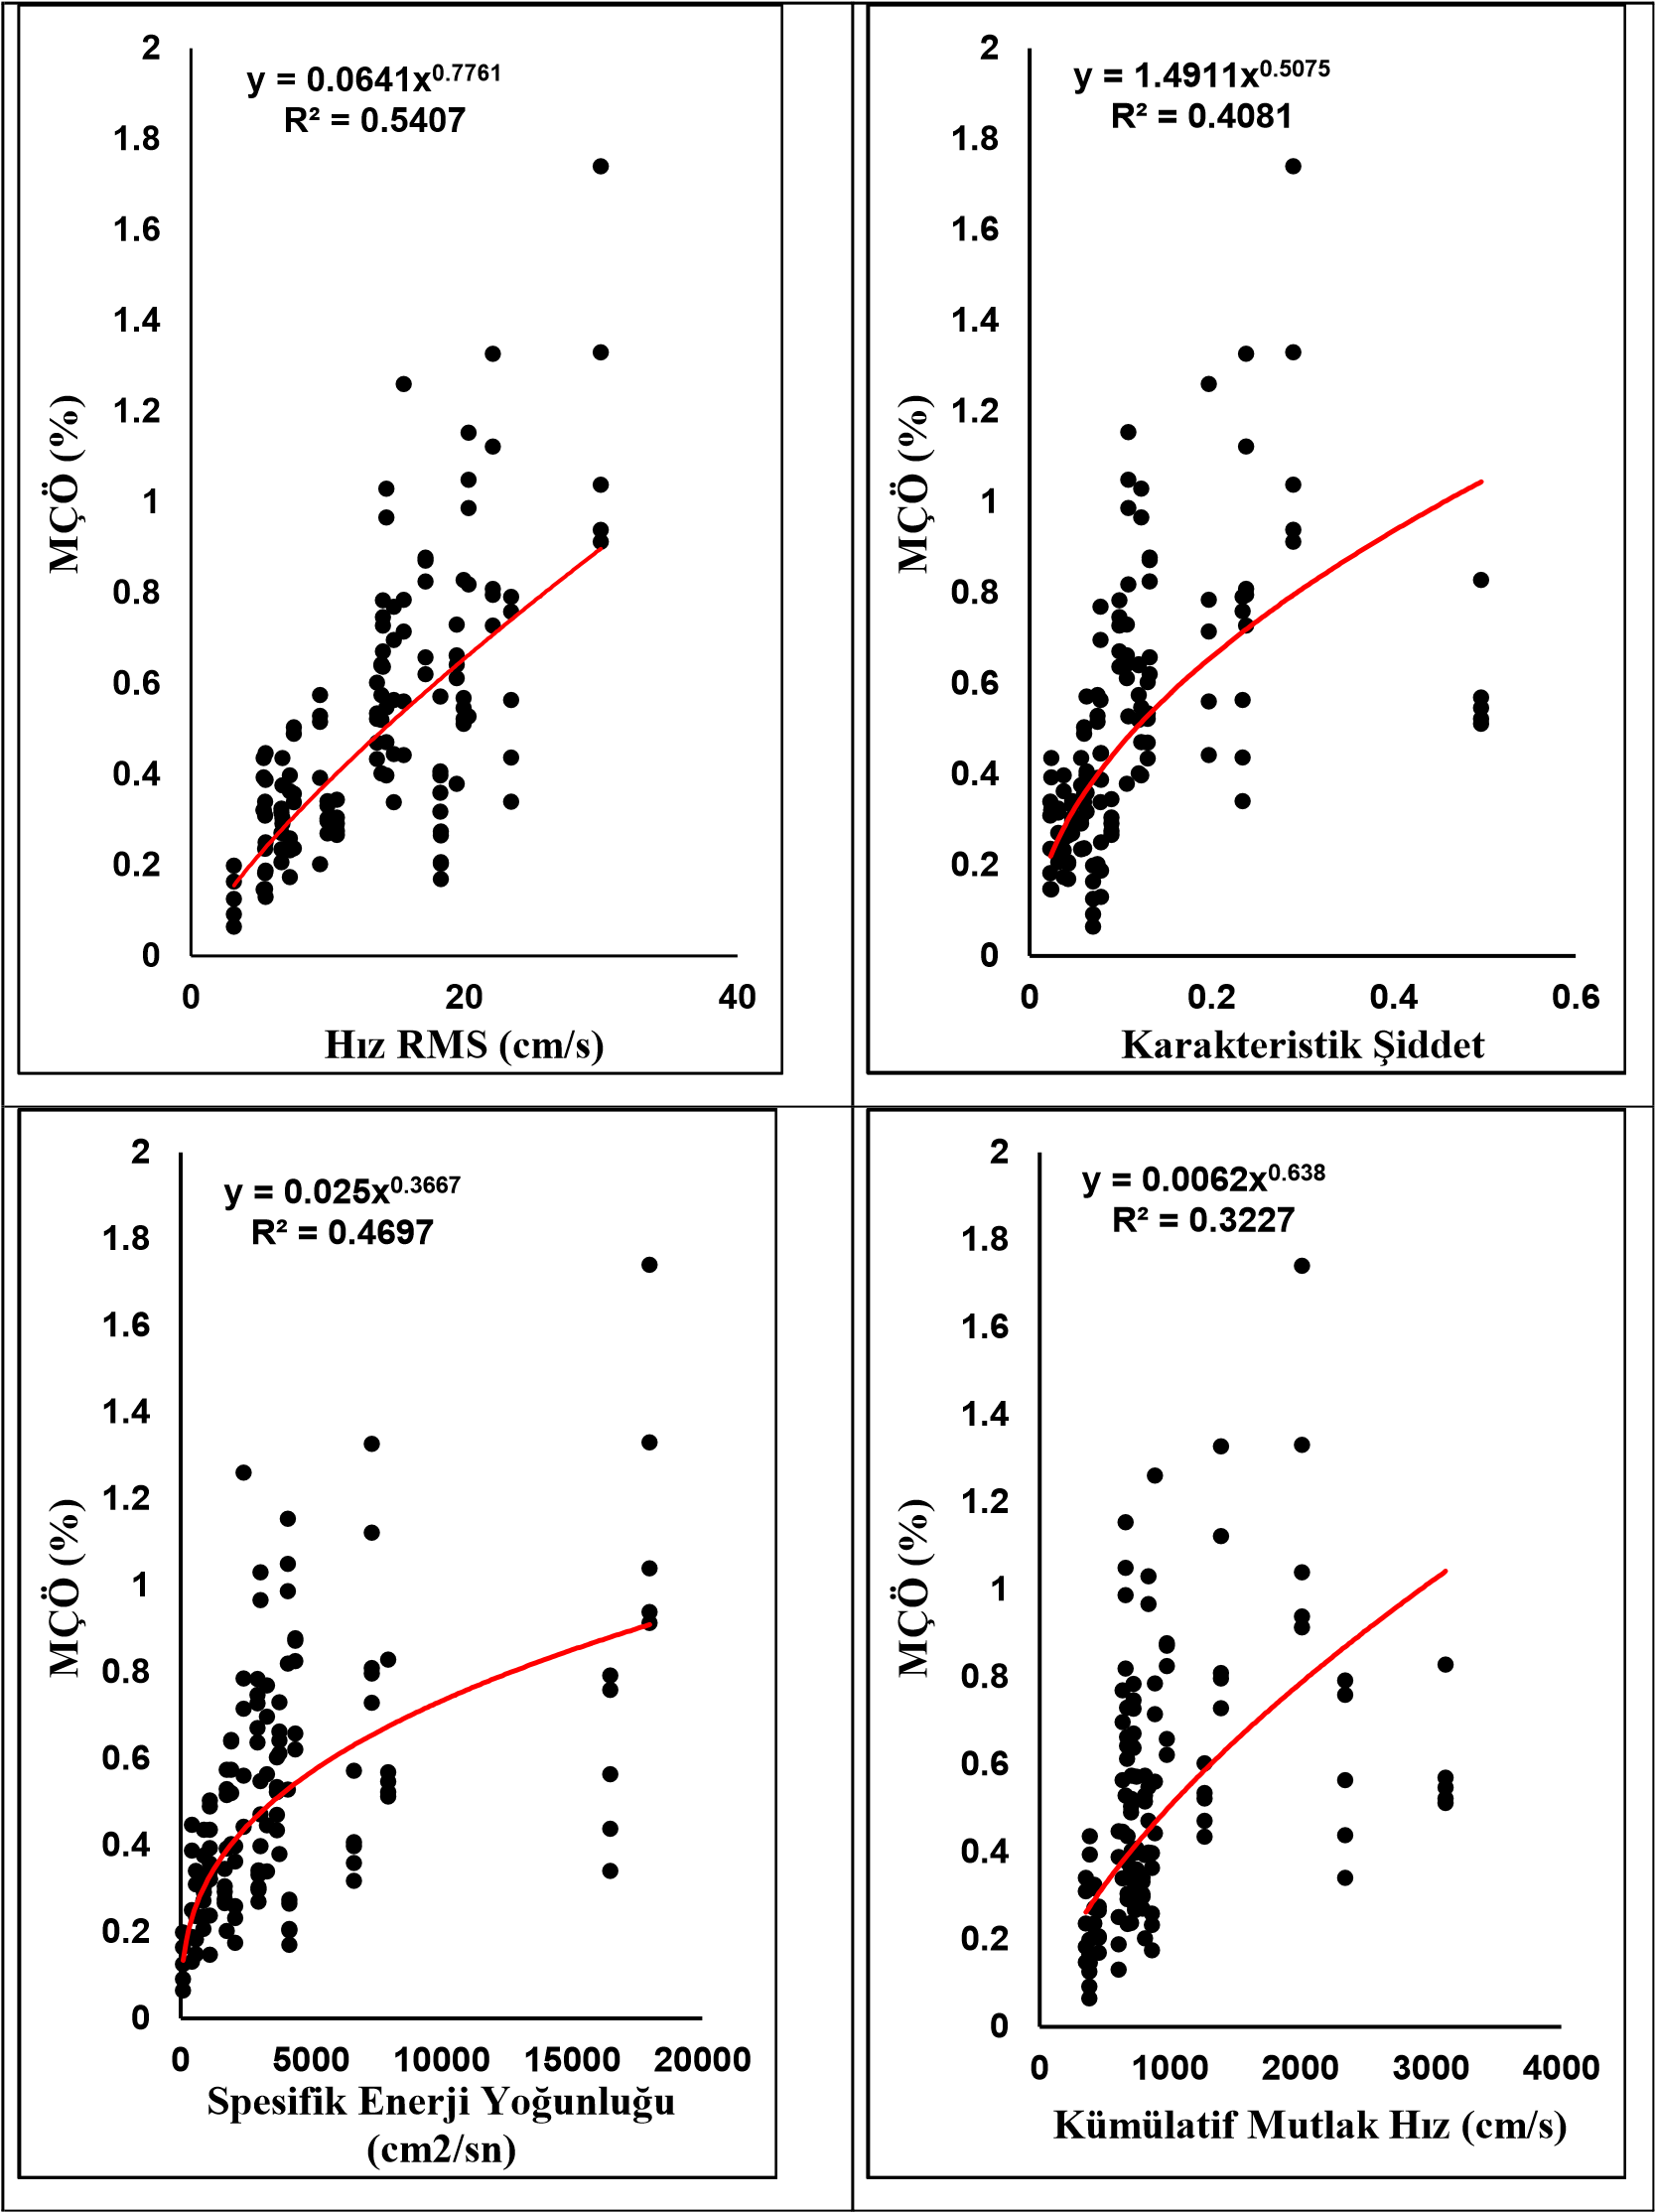 y = 0.0641x^0.7761
R² = 0.5407
2
1.8
1.6
1.4
1.2
1
0.8
0.6
0.4
0.2
0
MÇÖ (%)
0 20 40
Hız RMS (cm/s)
y = 1.4911x^0.5075
R² = 0.4081
2
1.8
1.6
1.4
1.2
1
0.8
0.6
0.4
0.2
0
MÇÖ (%)
0 0.2 0.4 0.6
Karakteristik Şiddet
y = 0.025x^0.3667
R² = 0.4697
2
1.8
1.6
1.4
1.2
1
0.8
0.6
0.4
0.2
0
MÇÖ (%)
0 5000 10000 15000 20000
Spesifik Enerji Yoğunluğu
(cm2/sn)
y = 0.0062x^0.638
R² = 0.3227
2
1.8
1.6
1.4
1.2
1
0.8
0.6
0.4
0.2
0
MÇÖ (%)
0 1000 2000 3000 4000
Kümülatif Mutlak Hız (cm/s)